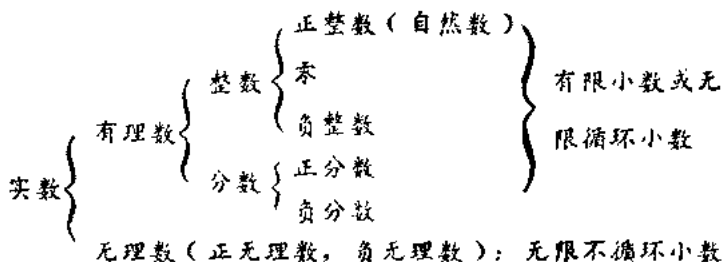 正整数(自然数)
整数
零
有限小数或无
有理数
负整数
限循环小数
实数
分数
正分数
负分数
无理数(正无理数,负无理数):无限不循环小数